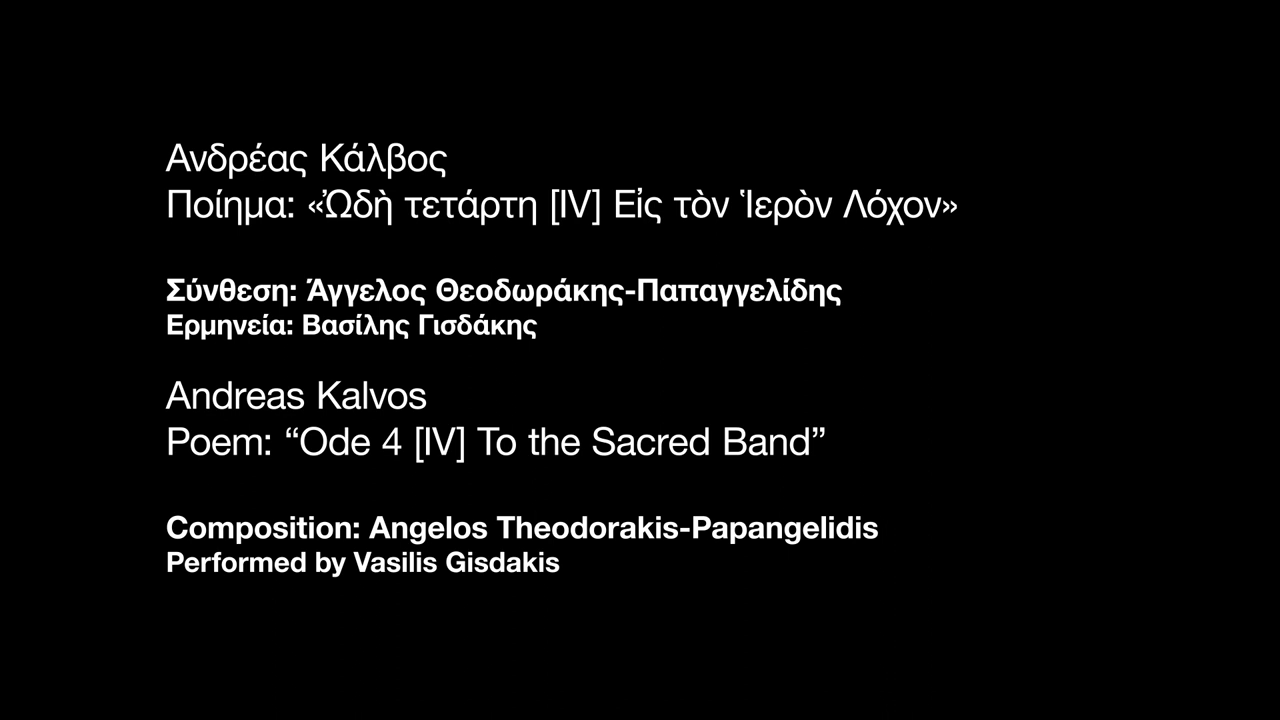 Ανδρέας Κάλβος
Ποίημα: «Ὠδὴ τετάρτη [IV] Εἰς τὸν Ἱερὸν Λόχον»
Σύνθεση: Άγγελος Θεοδωράκης-Παπαγγελίδης
Ερμηνεία: Βασίλης Γισδάκης
Andreas Kalvos
Poem: “Ode 4 [IV] To the Sacred Band”
Composition: Angelos Theodorakis-Papangelidis
Performed by Vasilis Gisdakis